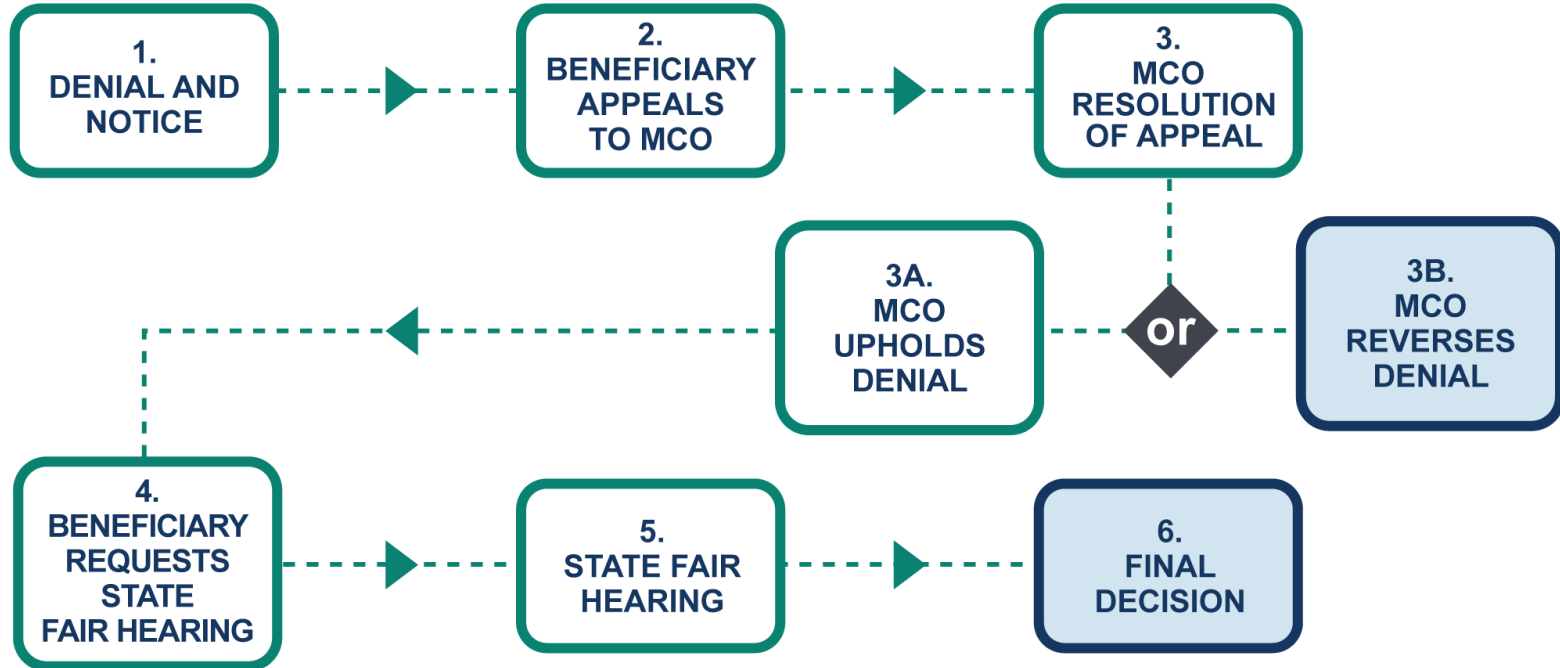 1.
DENIAL AND
NOTICE
2.
BENEFICIARY
APPEALS
TO MCO
3.
MCO
RESOLUTION
OF APPEAL
3A.
MCO
UPHOLDS
DENIAL
or
3B.
MCO
REVERSES
DENIAL
4.
BENEFICIARY
REQUESTS
STATE
FAIR HEARING
5.
STATE FAIR
HEARING
6.
FINAL
DECISION